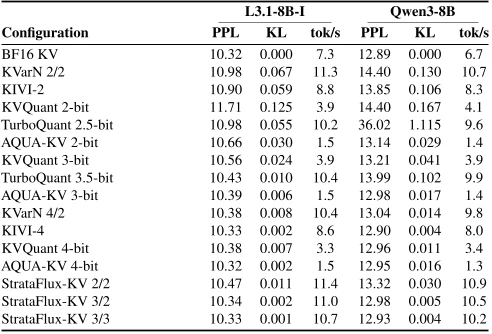 L3.1-8B-I Qwen3-8B
Configuration PPL KL tok/s PPL KL tok/s
BF16 KV 10.32 0.000 7.3 12.89 0.000 6.7
KVarN 2/2 10.98 0.067 11.3 14.40 0.130 10.7
KIVI-2 10.90 0.059 8.8 13.85 0.106 8.3
KVQuant 2-bit 11.71 0.125 3.9 14.40 0.167 4.1
TurboQuant 2.5-bit 10.98 0.055 10.2 36.02 1.115 9.6
AQUA-KV 2-bit 10.66 0.030 1.5 13.14 0.029 1.4
KVQuant 3-bit 10.56 0.024 3.9 13.21 0.041 3.9
TurboQuant 3.5-bit 10.43 0.010 10.4 13.99 0.102 9.9
AQUA-KV 3-bit 10.39 0.006 1.5 12.98 0.017 1.4
KVarN 4/2 10.38 0.008 10.4 13.04 0.014 9.8
KIVI-4 10.33 0.002 8.6 12.90 0.004 8.0
KVQuant 4-bit 10.38 0.007 3.3 12.96 0.011 3.4
AQUA-KV 4-bit 10.32 0.002 1.5 12.95 0.016 1.3
StrataFlux-KV 2/2 10.47 0.011 11.4 13.32 0.030 10.9
StrataFlux-KV 3/2 10.34 0.002 11.0 12.98 0.005 10.5
StrataFlux-KV 3/3 10.33 0.001 10.7 12.93 0.004 10.2